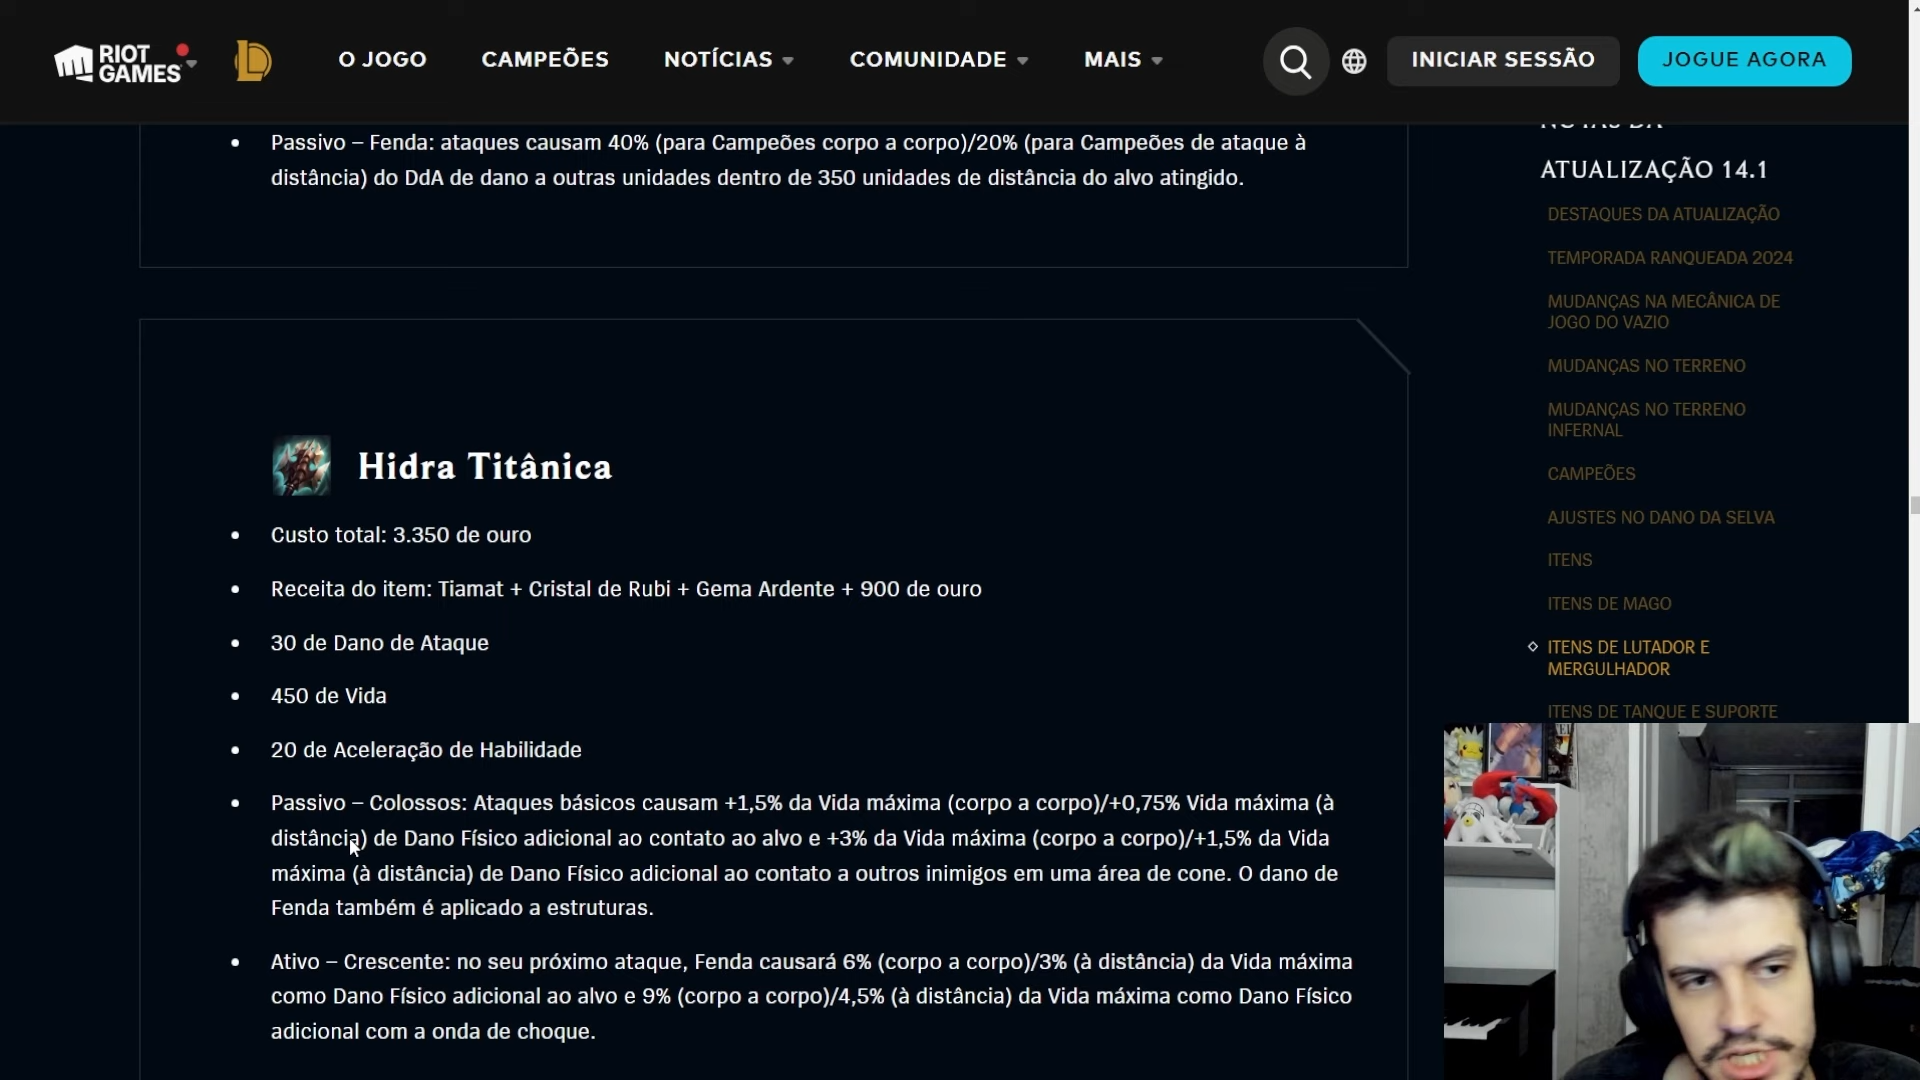 RIOT GAMES
O JOGO
CAMPEÕES
NOTÍCIAS
COMUNIDADE
MAIS
INICIAR SESSÃO
JOGUE AGORA
Passivo – Fenda: ataques causam 40% (para Campeões corpo a corpo)/20% (para Campeões de ataque à
distância) do DdA de dano a outras unidades dentro de 350 unidades de distância do alvo atingido.
Hidra Titânica
Custo total: 3.350 de ouro
Receita do item: Tiamat + Cristal de Rubi + Gema Ardente + 900 de ouro
30 de Dano de Ataque
450 de Vida
20 de Aceleração de Habilidade
Passivo – Colossos: Ataques básicos causam +1,5% da Vida máxima (corpo a corpo)/+0,75% Vida máxima (à
distância) de Dano Físico adicional ao contato ao alvo e +3% da Vida máxima (corpo a corpo)/+1,5% da Vida
máxima (à distância) de Dano Físico adicional ao contato a outros inimigos em uma área de cone. O dano de
Fenda também é aplicado a estruturas.
Ativo – Crescente: no seu próximo ataque, Fenda causará 6% (corpo a corpo)/3% (à distância) da Vida máxima
como Dano Físico adicional ao alvo e 9% (corpo a corpo)/4,5% (à distância) da Vida máxima como Dano Físico
adicional com a onda de choque.
NOTAS DA
ATUALIZAÇÃO 14.1
DESTAQUES DA ATUALIZAÇÃO
TEMPORADA RANQUEADA 2024
MUDANÇAS NA MECÂNICA DE
JOGO DO VAZIO
MUDANÇAS NO TERRENO
MUDANÇAS NO TERRENO
INFERNAL
CAMPEÕES
AJUSTES NO DANO DA SELVA
ITENS
ITENS DE MAGO
ITENS DE LUTADOR E
MERGULHADOR
ITENS DE TANQUE E SUPORTE